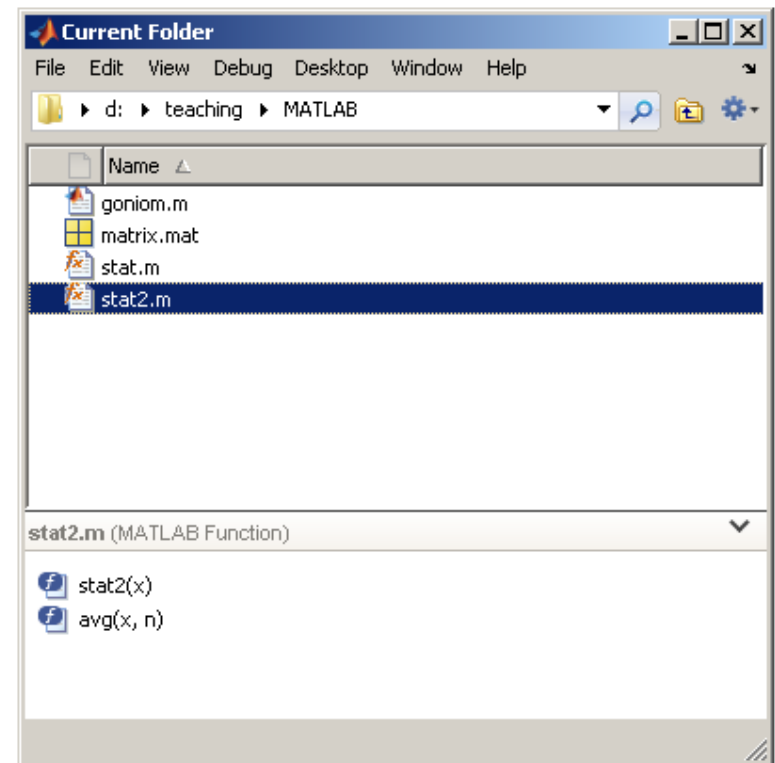 Current Folder
File Edit View Debug Desktop Window Help
d: teaching MATLAB
Name
goniom.m
matrix.mat
stat.m
stat2.m
stat2.m (MATLAB Function)
stat2(x)
avg(x, n)